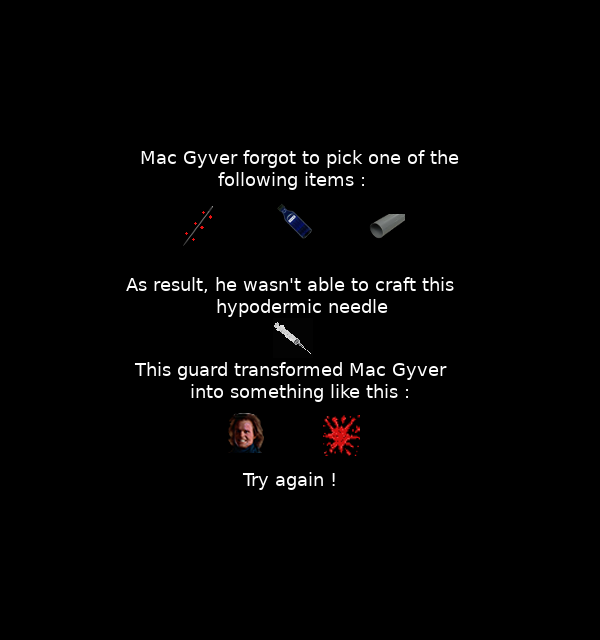 Mac Gyver forgot to pick one of the
following items :
As result, he wasn't able to craft this
hypodermic needle
This guard transformed Mac Gyver
into something like this :
Try again !